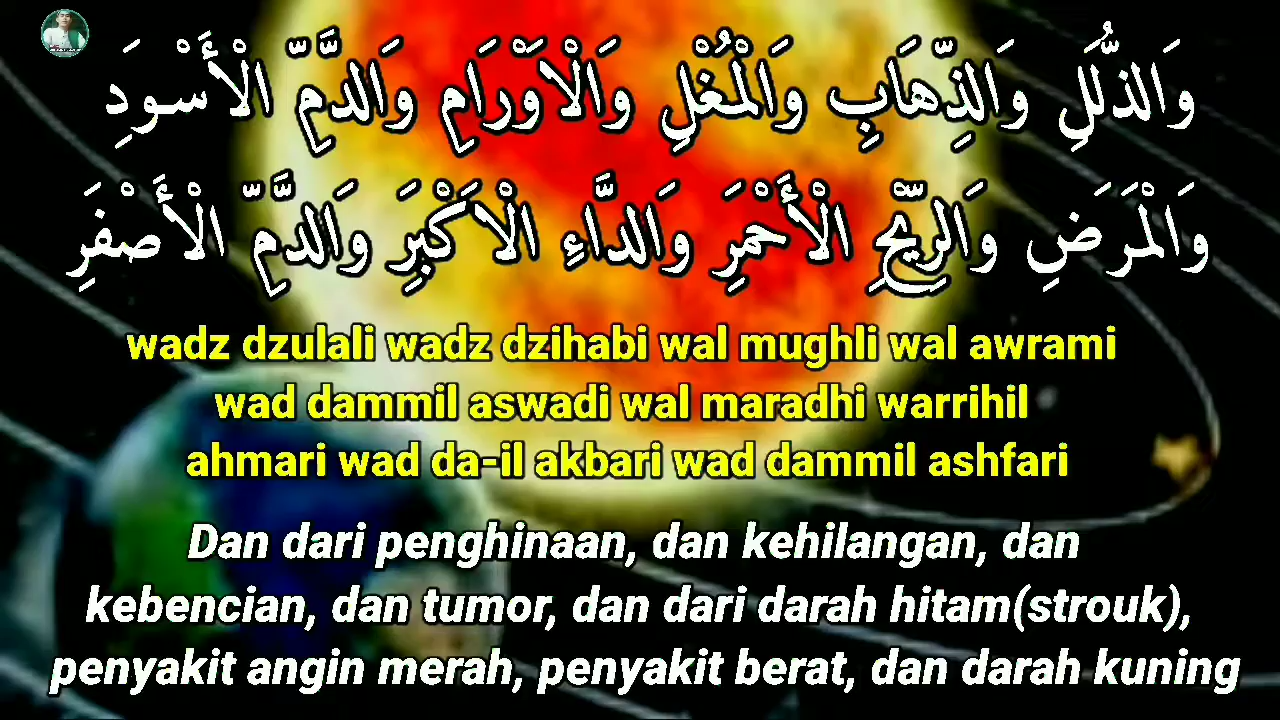 وَالذُّلَلِ وَالذِّهَابِ وَالْمُغْلِ وَالْاَوْرَامِ وَالدَّمِّ الْأَسْوَدِ
وَالْمَرَضِ وَالرِّيْحِ الْأَحْمَرِ وَالدَّاءِ الْاَكْبَرِ وَالدَّمِّ الْأَصْفَرِ
wadz dzulali wadz dzihabi wal mughli wal awrami
wad dammil aswadi wal maradhi warrihil
ahmari wad da-il akbari wad dammil ashfari
Dan dari penghinaan, dan kehilangan, dan
kebencian, dan tumor, dan dari darah hitam(strouk),
penyakit angin merah, penyakit berat, dan darah kuning